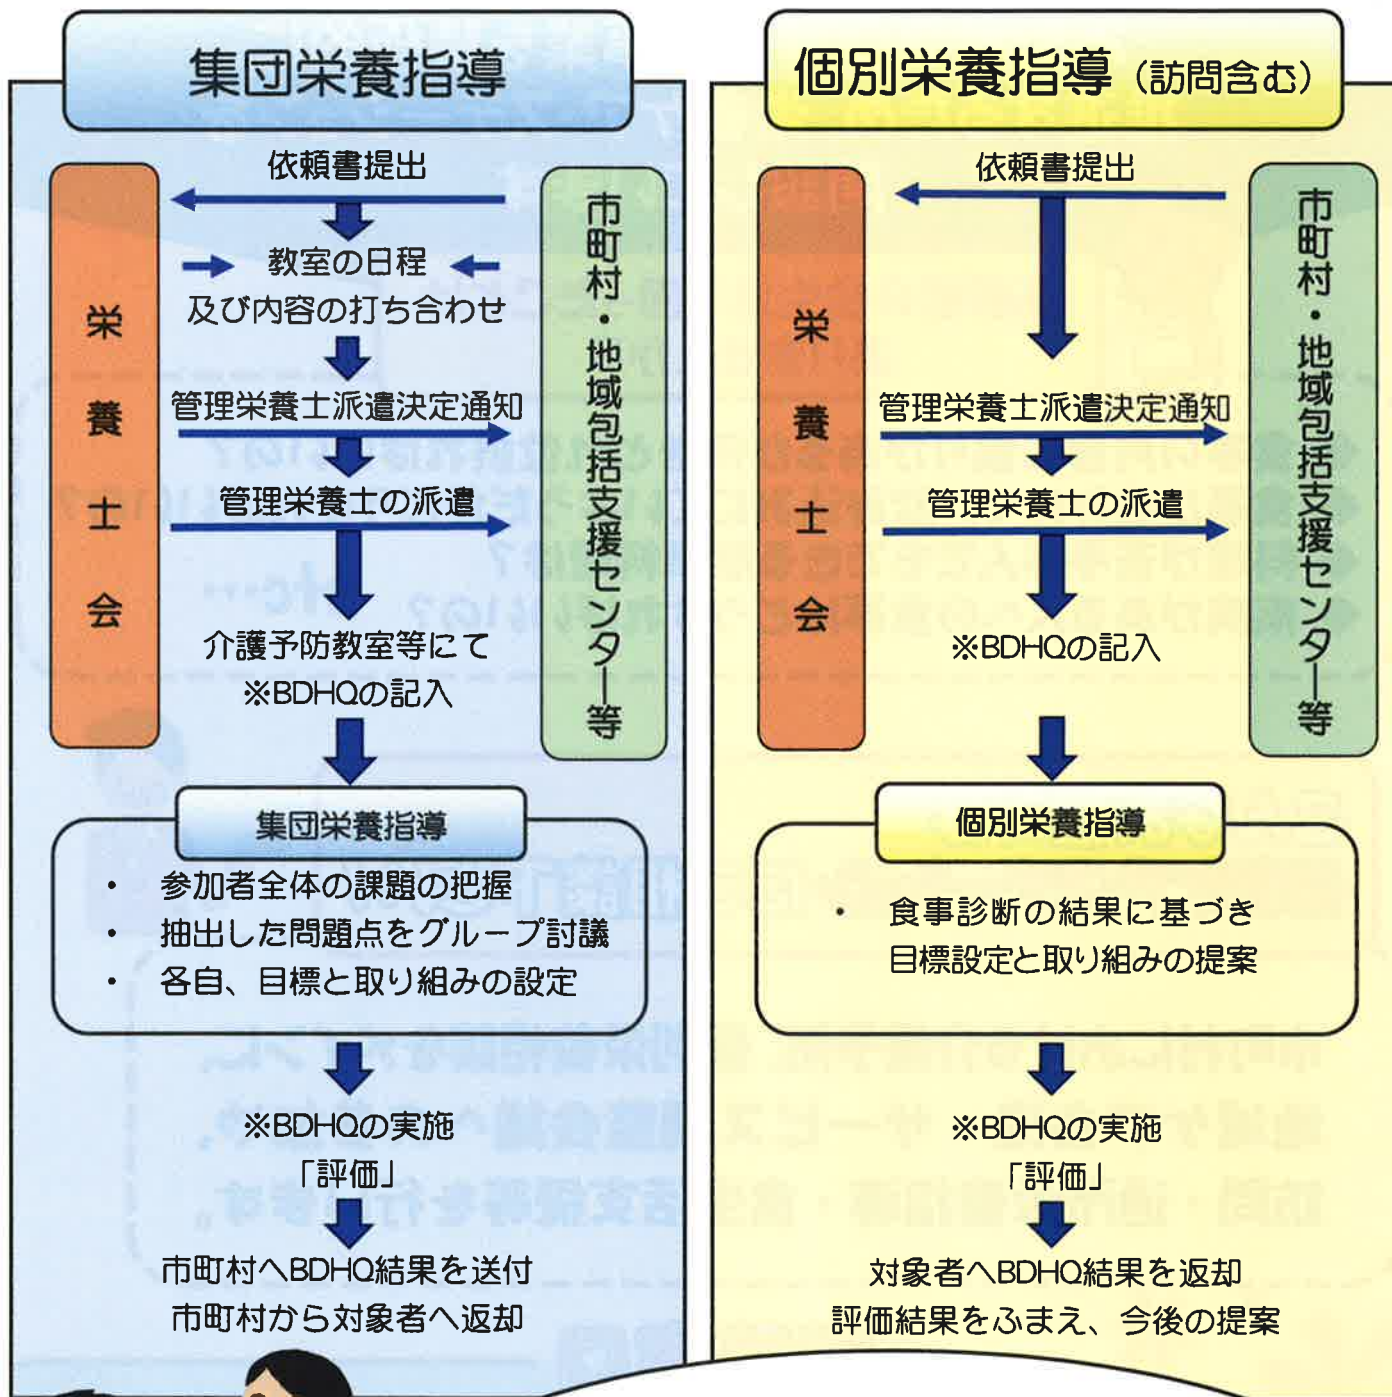 集団栄養指導
依頼書提出
栄養士会
市町村・地域包括支援センター等
教室の日程
及び内容の打ち合わせ
管理栄養士派遣決定通知
管理栄養士の派遣
介護予防教室等にて
※BDHQの記入
集団栄養指導
・ 参加者全体の課題の把握
・ 抽出した問題点をグループ討議
・ 各自、目標と取り組みの設定
※BDHQの実施
「評価」
市町村へBDHQ結果を送付
市町村から対象者へ返却
個別栄養指導（訪問含む）
依頼書提出
栄養士会
市町村・地域包括支援センター等
管理栄養士派遣決定通知
管理栄養士の派遣
※BDHQの記入
個別栄養指導
・ 食事診断の結果に基づき
目標設定と取り組みの提案
※BDHQの実施
「評価」
対象者へBDHQ結果を返却
評価結果をふまえ、今後の提案